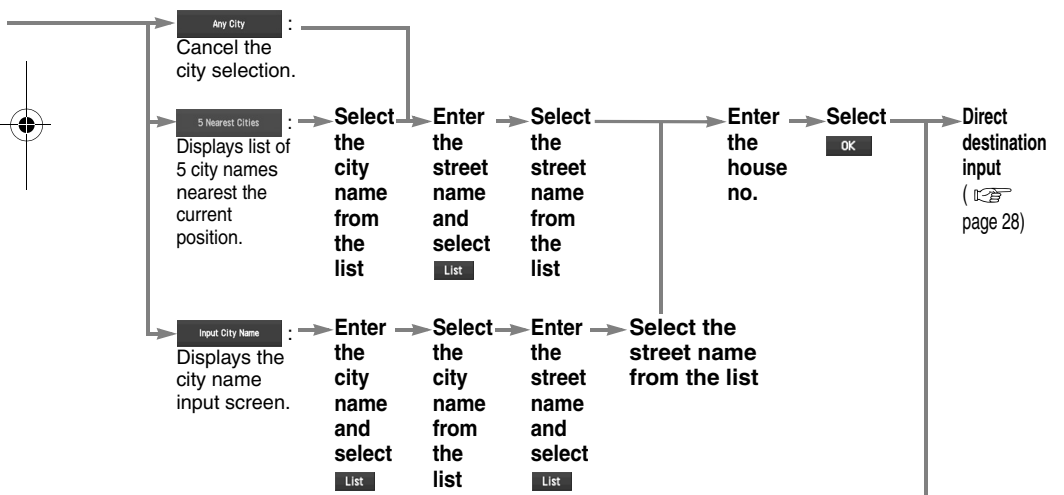 Any City :
Cancel the
city selection.
5 Nearest Cities :
Displays list of
5 city names
nearest the
current
position.
Select
the
city
name
from
the
list
Enter
the
street
name
and
select
List
Select
the
street
name
from
the
list
Enter
the
house
no.
Select
OK
Direct
destination
input
(
page 28)
Input City Name :
Displays the
city name
input screen.
Enter
the
city
name
and
select
List
Select
the
city
name
from
the
list
Enter
the
street
name
and
select
List
Select the
street name
from the list